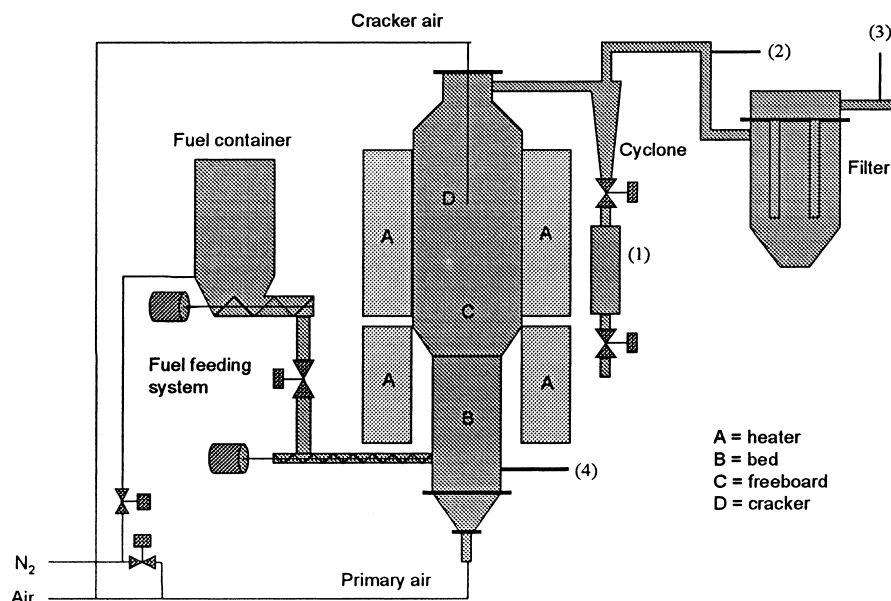 Cracker air
(2)
(3)
Fuel container
Cyclone
Filter
D
A
A
(1)
C
Fuel feeding
system
A
A
B
(4)
A = heater
B = bed
C = freeboard
D = cracker
N2
Primary air
Air